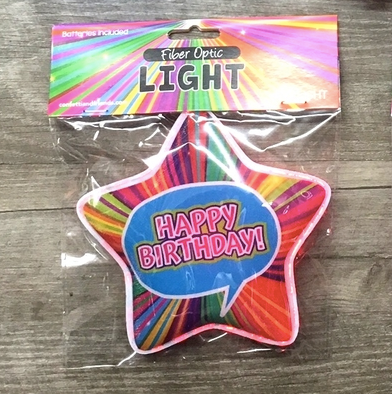 Batteries included
Fiber Optic
LIGHT
HAPPY
BIRTHDAY!